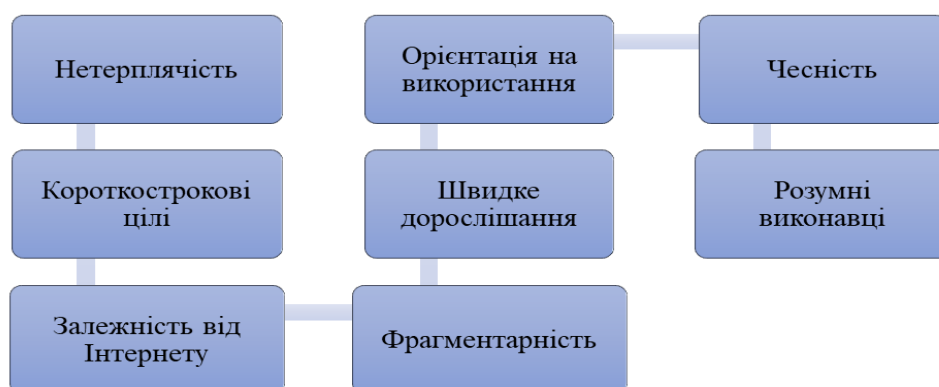 Нетерплячість
Короткострокові
цілі
Залежність від
Інтернету
Фрагментарність
Швидке
дорослішання
Орієнтація на
використання
Чесність
Розумні
виконавці